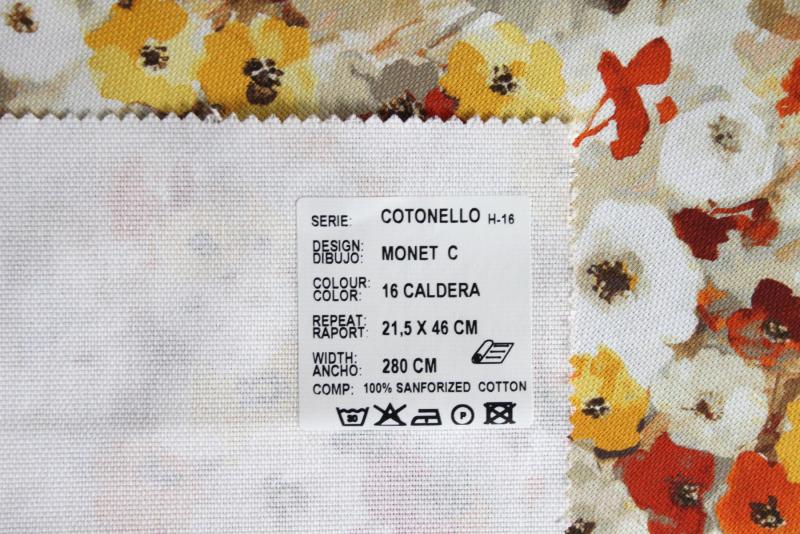 SERIE: COTONELLO H-16
DESIGN:
DIBUJO: MONET C
COLOUR:
COLOR: 16 CALDERA
REPEAT:
RAPORT: 21,5 X 46 CM
WIDTH:
ANCHO: 280 CM
COMP: 100% SANFORIZED COTTON
30 P